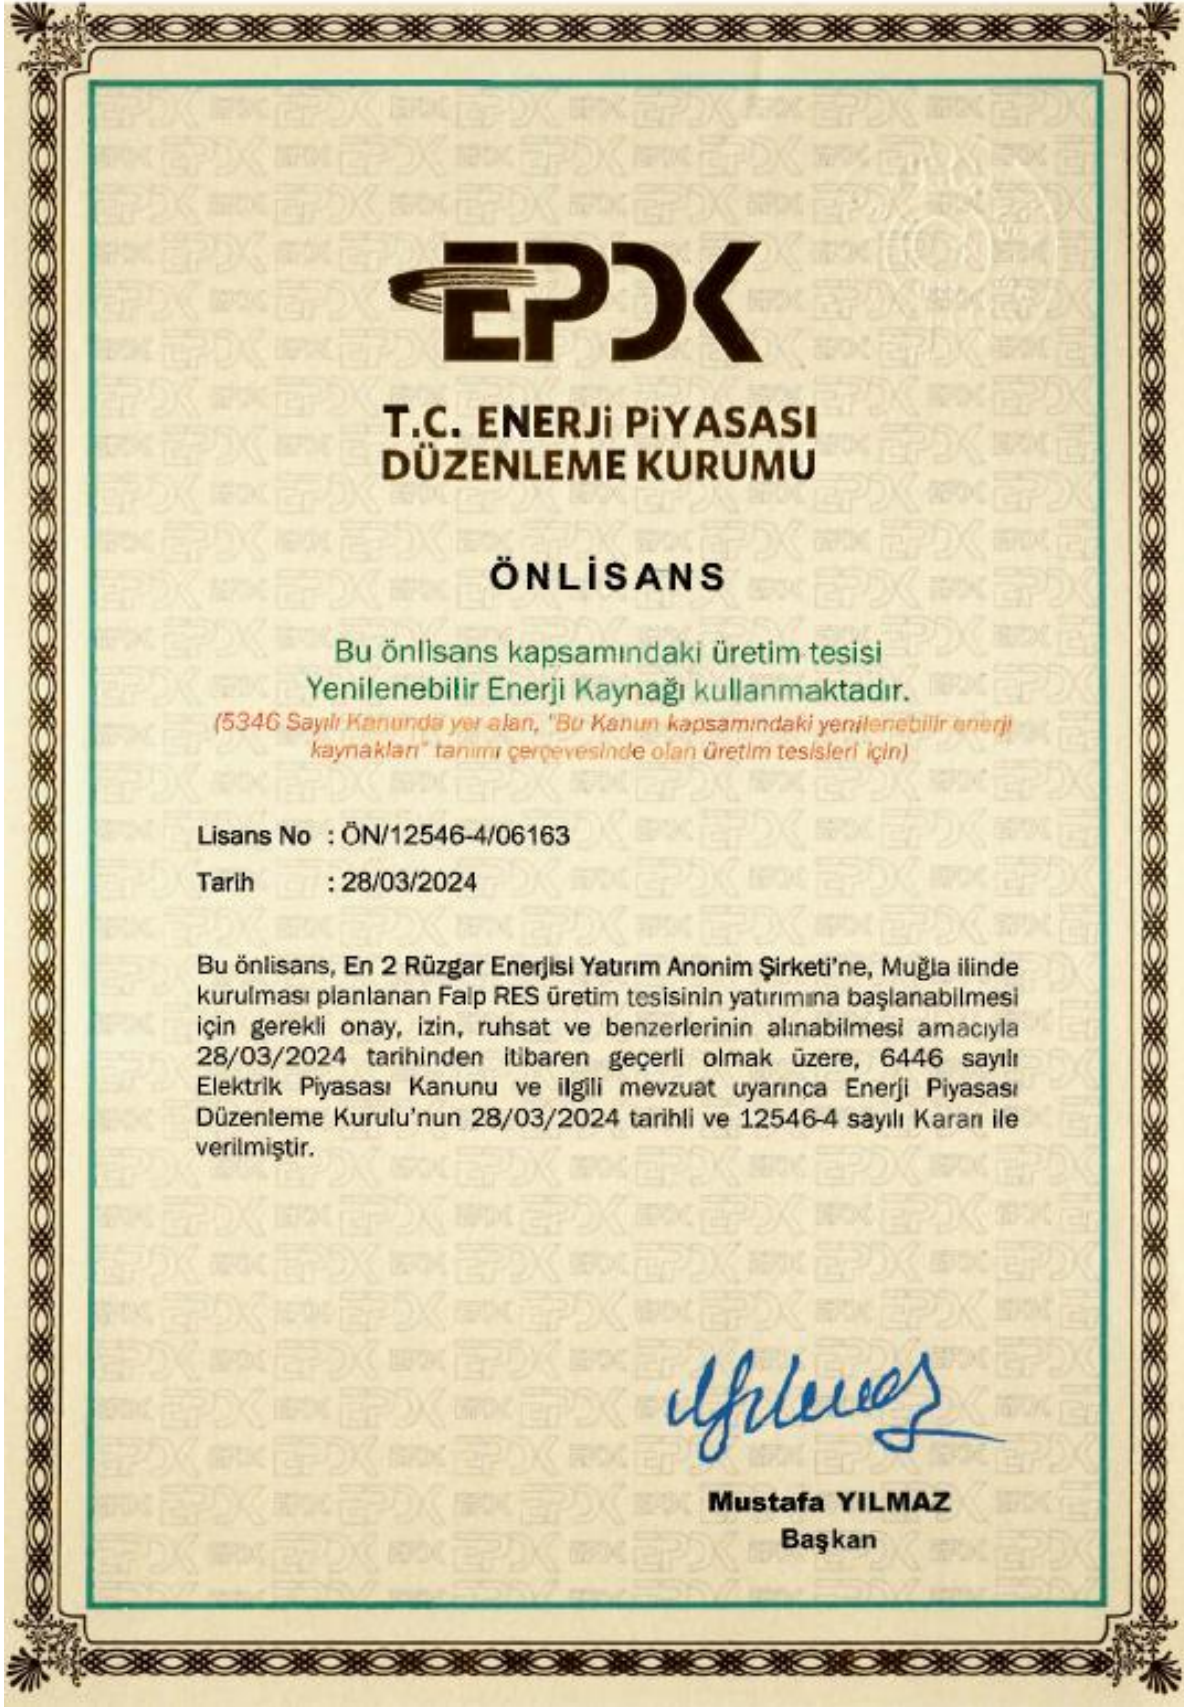 EPDK
T.C. ENERJi PiYASASI
DÜZENLEME KURUMU
ÖNLİSANS
Bu önlisans kapsamındaki üretim tesisi
Yenilenebilir Enerji Kaynağı kullanmaktadır.
(5346 Sayılı Kanunda yer alan, "Bu Kanun kapsamındaki yenilenebilir enerji
kaynakları" tanımı çerçevesinde olan üretim tesisleri için)
Lisans No : ÖN/12546-4/06163
Tarih : 28/03/2024
Bu önlisans, En 2 Rüzgar Enerjisi Yatırım Anonim Şirketi'ne, Muğla ilinde
kurulması planlanan Falp RES üretim tesisinin yatırımına başlanabilmesi
için gerekli onay, izin, ruhsat ve benzerlerinin alınabilmesi amacıyla
28/03/2024 tarihinden itibaren geçerli olmak üzere, 6446 sayılı
Elektrik Piyasası Kanunu ve ilgili mevzuat uyarınca Enerji Piyasası
Düzenleme Kurulu'nun 28/03/2024 tarihli ve 12546-4 sayılı Kararı ile
verilmiştir.
Mustafa YILMAZ
Başkan